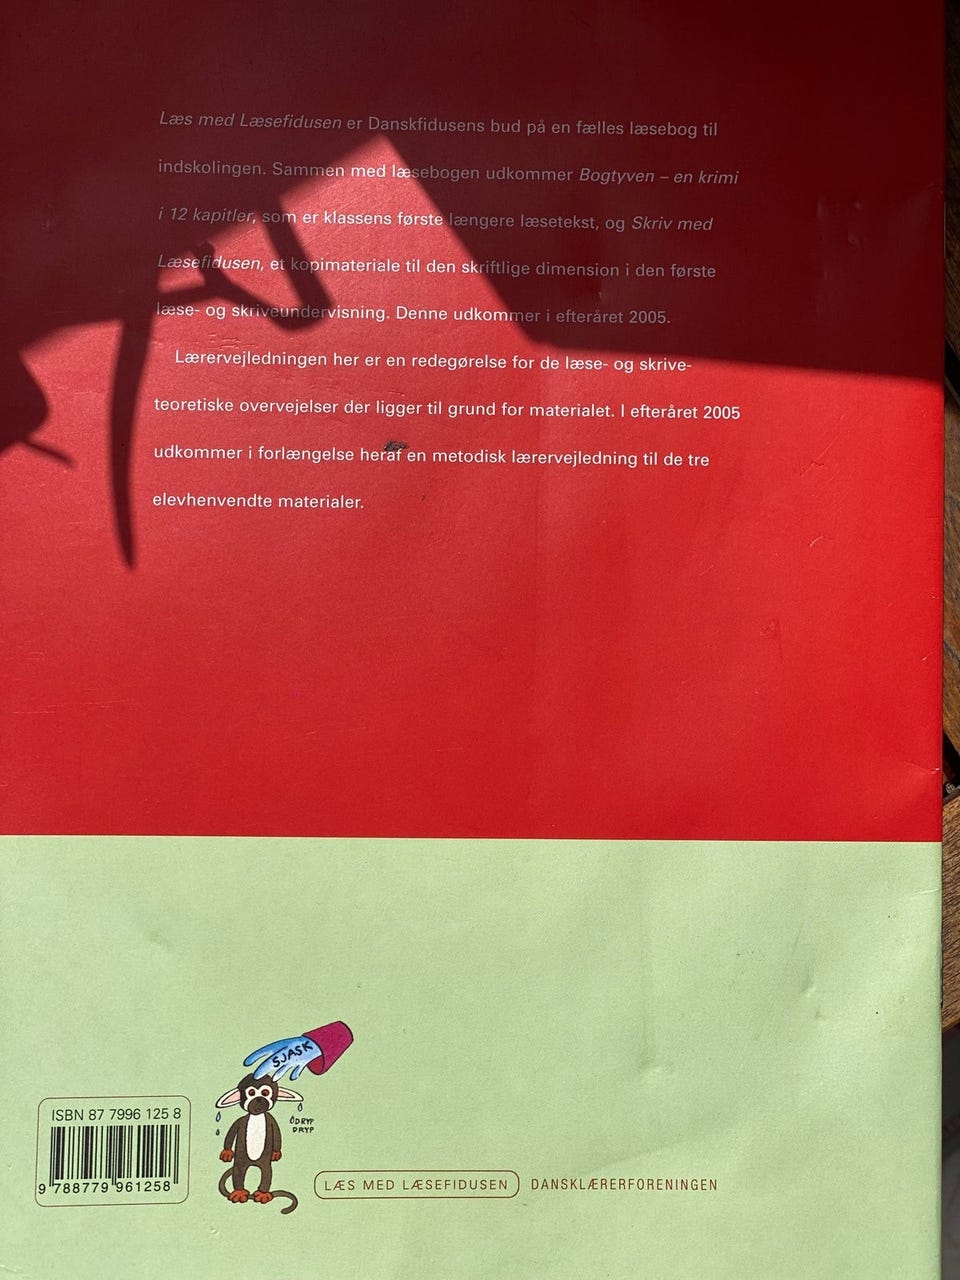 Læs med Læsefidusen er Danskfidusens bud på en fælles læsebog til
indskolingen. Sammen med læsebogen udkommer Bogtyven – en krimi
i 12 kapitler, som er klassens første længere læsetekst, og Skriv med
Læsefidusen, et kopimateriale til den skriftlige dimension i den første
læse- og skriveundervisning. Denne udkommer i efteråret 2005.
Lærervejledningen her er en redegørelse for de læse- og skrive-
teoretiske overvejelser der ligger til grund for materialet. I efteråret 2005
udkommer i forlængelse heraf en metodisk lærervejledning til de tre
elevhenvendte materialer.
SJASK
DRYP
DRYP
ISBN 87 7996 125 8
9 788779 961258
LÆS MED LÆSEFIDUSEN DANSKLÆRERFORENINGEN